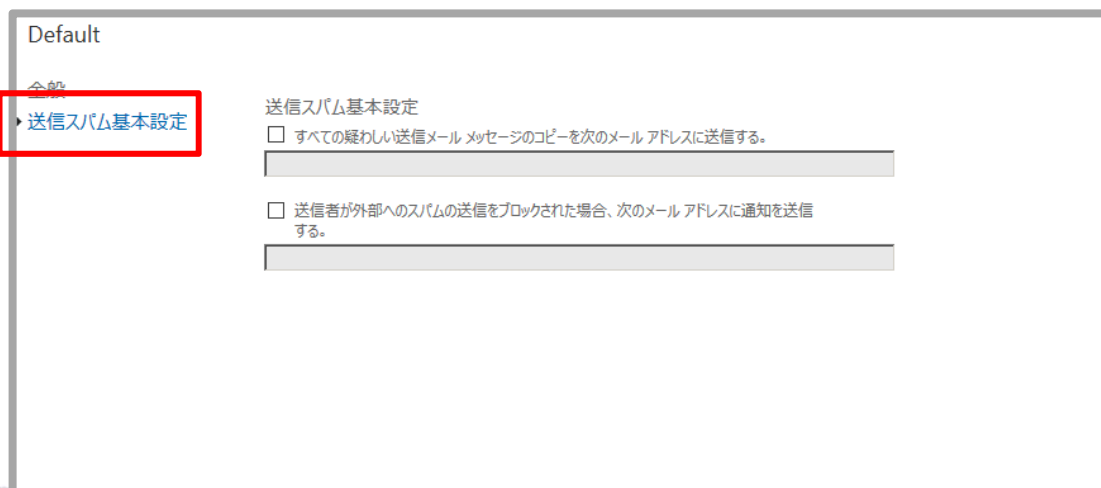 Default
全般
送信スパム基本設定
送信スパム基本設定
すべての疑わしい送信メール メッセージのコピーを次のメール アドレスに送信する。
送信者が外部へのスパムの送信をブロックされた場合、次のメール アドレスに通知を送信
する。